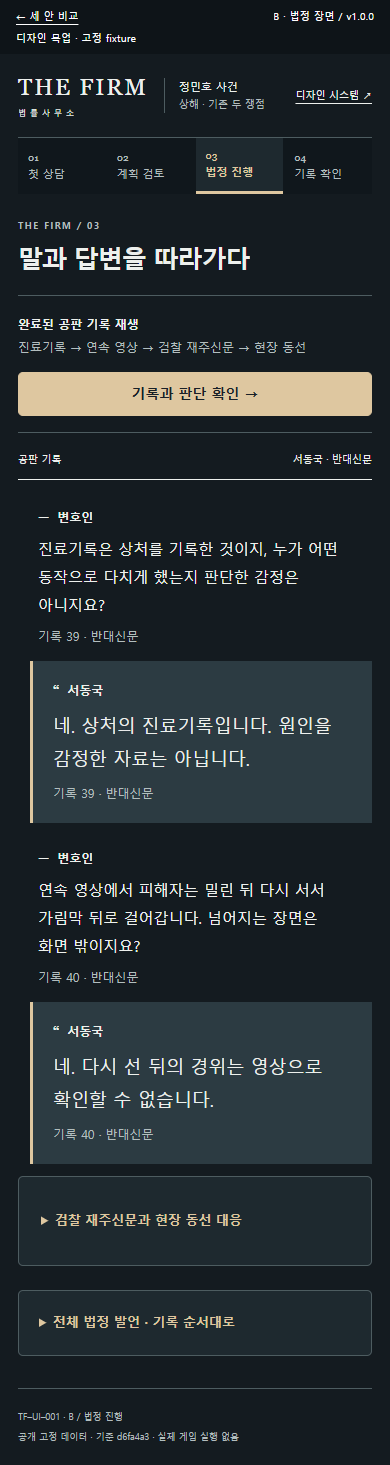 ← 세 안 비교
B · 법정 장면 / v1.0.0
디자인 목업 · 고정 fixture
THE FIRM
법률사무소
정민호 사건
상해 · 기존 두 쟁점
디자인 시스템 ↗
01
첫 상담
02
계획 검토
03
법정 진행
04
기록 확인
THE FIRM / 03
말과 답변을 따라가다
완료된 공판 기록 재생
진료기록 → 연속 영상 → 검찰 재주신문 → 현장 동선
기록과 판단 확인 →
공판 기록
서동국 · 반대신문
— 변호인
진료기록은 상처를 기록한 것이지, 누가 어떤
동작으로 다치게 했는지 판단한 감정은
아니지요?
기록 39 · 반대신문
“ 서동국
네. 상처의 진료기록입니다. 원인을
감정한 자료는 아닙니다.
기록 39 · 반대신문
— 변호인
연속 영상에서 피해자는 밀린 뒤 다시 서서
가림막 뒤로 걸어갑니다. 넘어지는 장면은
화면 밖이지요?
기록 40 · 반대신문
“ 서동국
네. 다시 선 뒤의 경위는 영상으로
확인할 수 없습니다.
기록 40 · 반대신문
▶ 검찰 재주신문과 현장 동선 대응
▶ 전체 법정 발언 · 기록 순서대로
TF-UI-001 · B / 법정 진행
공개 고정 데이터 · 기준 d6fa4a3 · 실제 게임 실행 없음